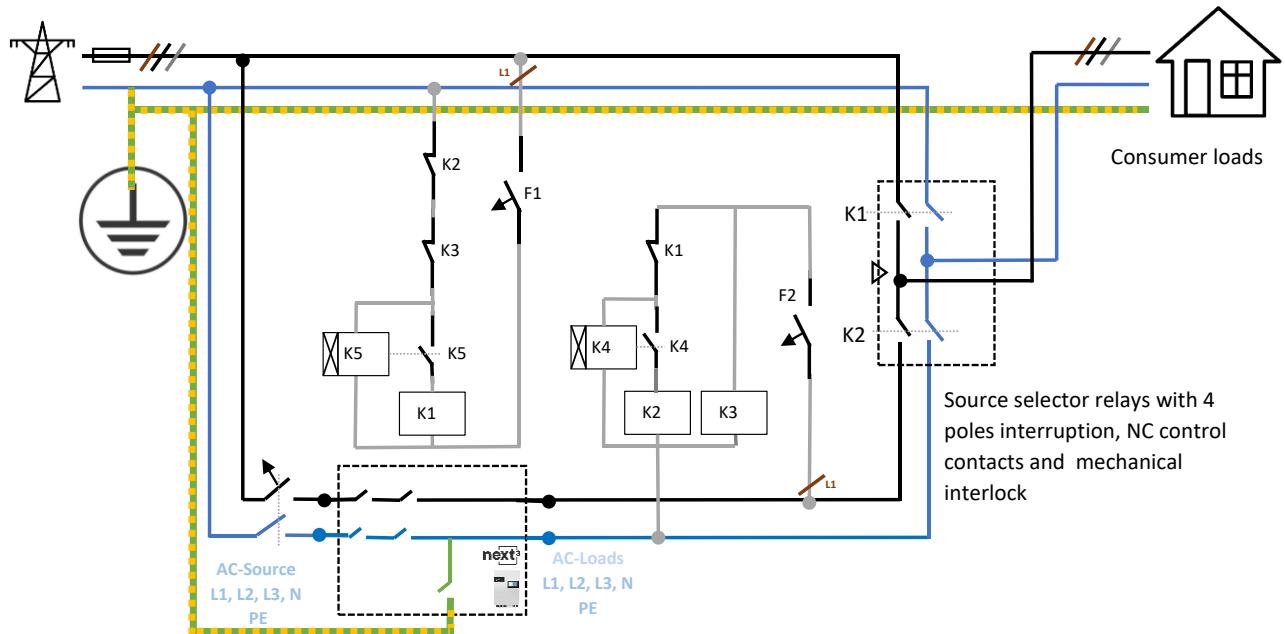 L1
Consumer loads
K2
F1
K3
K1
K1
F2
K5
K5
K4
K4
K2
K1
K2
K3
Source selector relays with 4
poles interruption, NC control
contacts and mechanical
interlock
L1
next3
AC-Source
L1, L2, L3, N
PE
AC-Loads
L1, L2, L3, N
PE